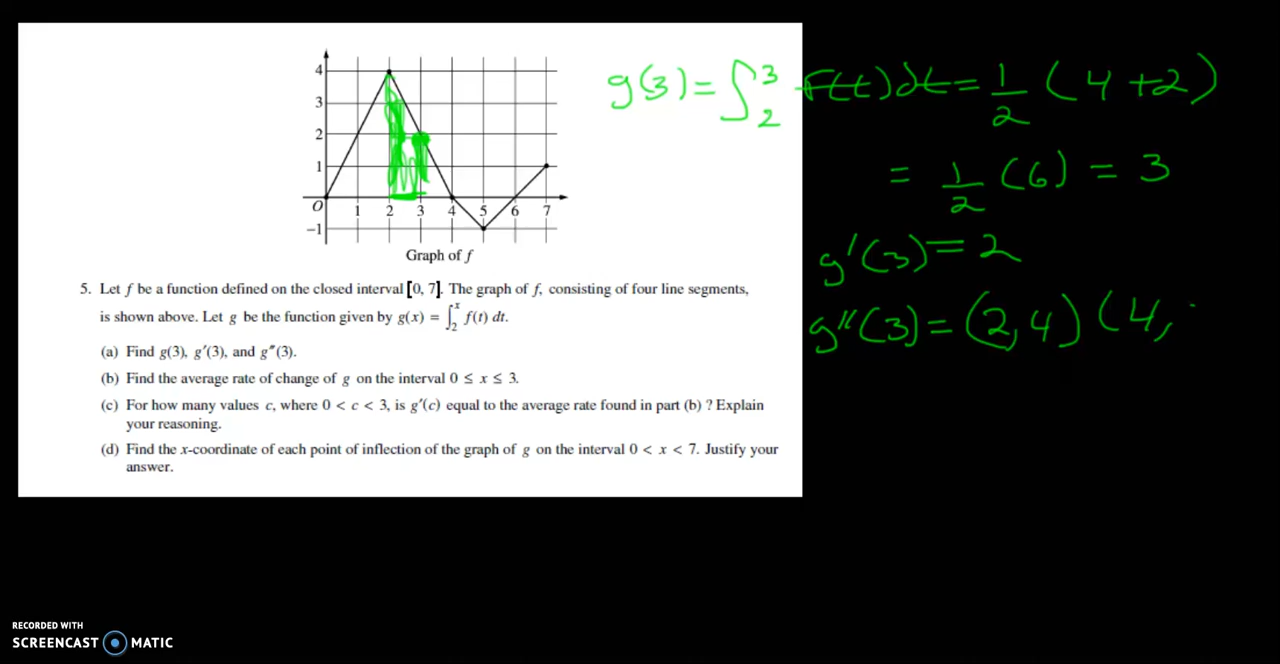 4
3
2
1
O
1 2 3 4 5 6 7
−1
Graph of f
g(3) = ∫₂³ f(t) dt = 1/2 (4 + 2)
= 1/2 (6) = 3
g'(3) = 2
g''(3) = (2, 4) (4,
5. Let f be a function defined on the closed interval [0, 7]. The graph of f, consisting of four line segments,
is shown above. Let g be the function given by g(x) = ∫₂ˣ f(t) dt.
(a) Find g(3), g′(3), and g″(3).
(b) Find the average rate of change of g on the interval 0 ≤ x ≤ 3.
(c) For how many values c, where 0 < c < 3, is g′(c) equal to the average rate found in part (b) ? Explain
your reasoning.
(d) Find the x-coordinate of each point of inflection of the graph of g on the interval 0 < x < 7. Justify your
answer.
RECORDED WITH
SCREENCAST MATIC